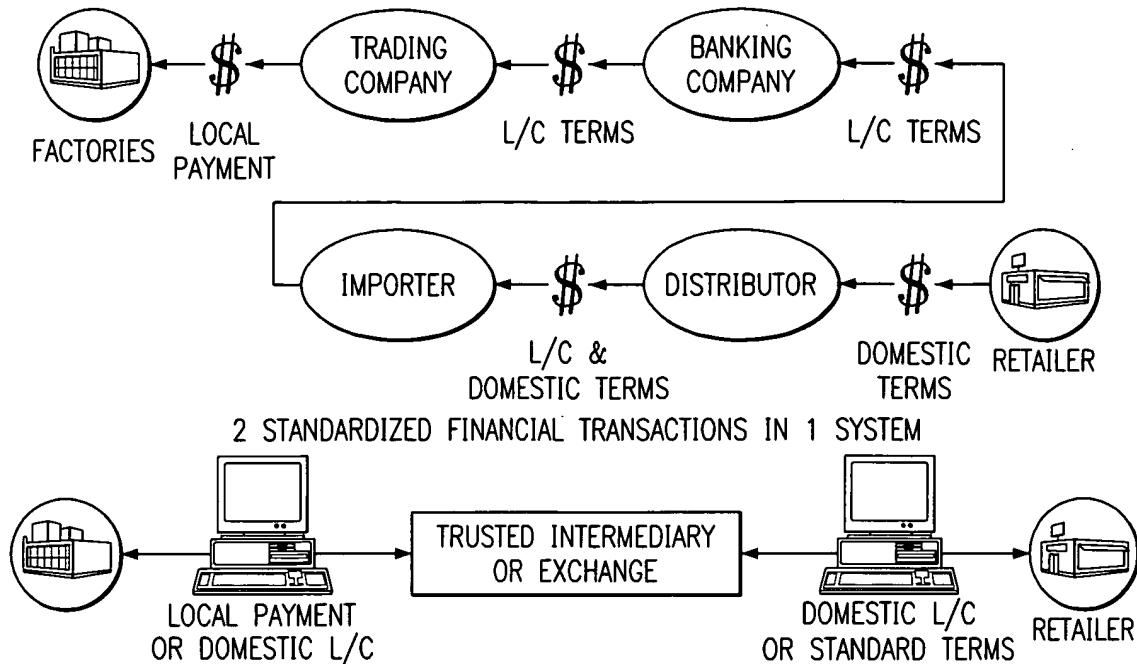 TRADING
COMPANY
BANKING
COMPANY
FACTORIES
LOCAL
PAYMENT
L/C TERMS
L/C TERMS
IMPORTER
DISTRIBUTOR
L/C &
DOMESTIC TERMS
DOMESTIC
TERMS
RETAILER
2 STANDARDIZED FINANCIAL TRANSACTIONS IN 1 SYSTEM
TRUSTED INTERMEDIARY
OR EXCHANGE
LOCAL PAYMENT
OR DOMESTIC L/C
DOMESTIC L/C
OR STANDARD TERMS
RETAILER